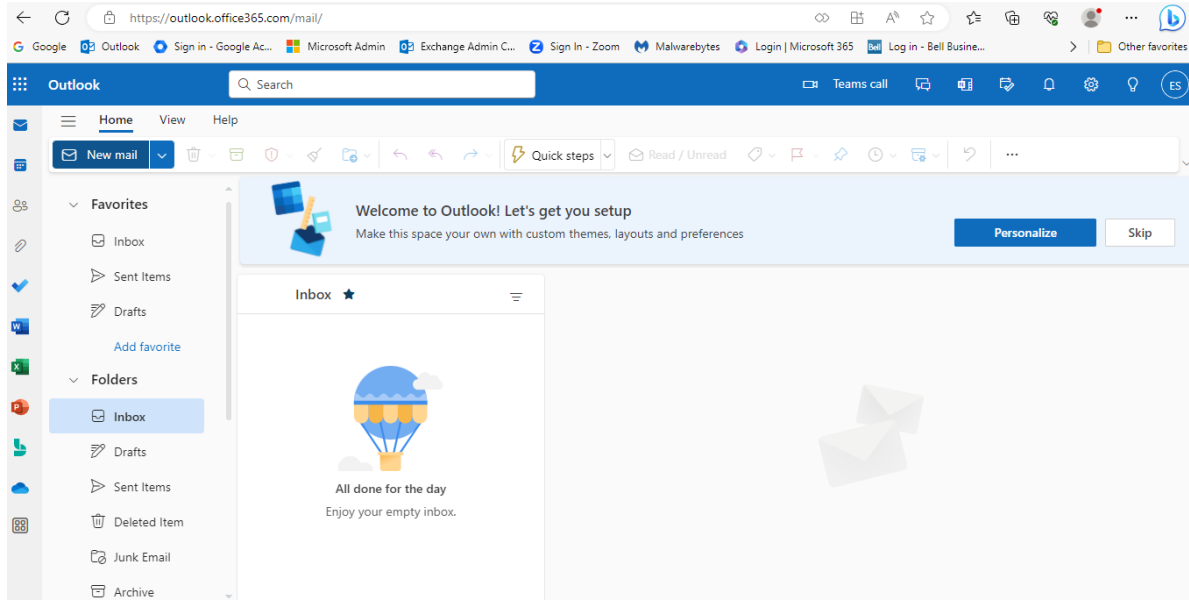 https://outlook.office365.com/mail/
Google Outlook Sign in - Google Ac... Microsoft Admin Exchange Admin C... Sign In - Zoom Malwarebytes Login | Microsoft 365 Log in - Bell Busine... Other favorites
Outlook Search Teams call ES
Home View Help
New mail Quick steps Read / Unread
Favorites
Inbox
Sent Items
Drafts
Add favorite
Folders
Inbox
Drafts
Sent Items
Deleted Item
Junk Email
Archive
Welcome to Outlook! Let's get you setup
Make this space your own with custom themes, layouts and preferences
Personalize Skip
Inbox
All done for the day
Enjoy your empty inbox.